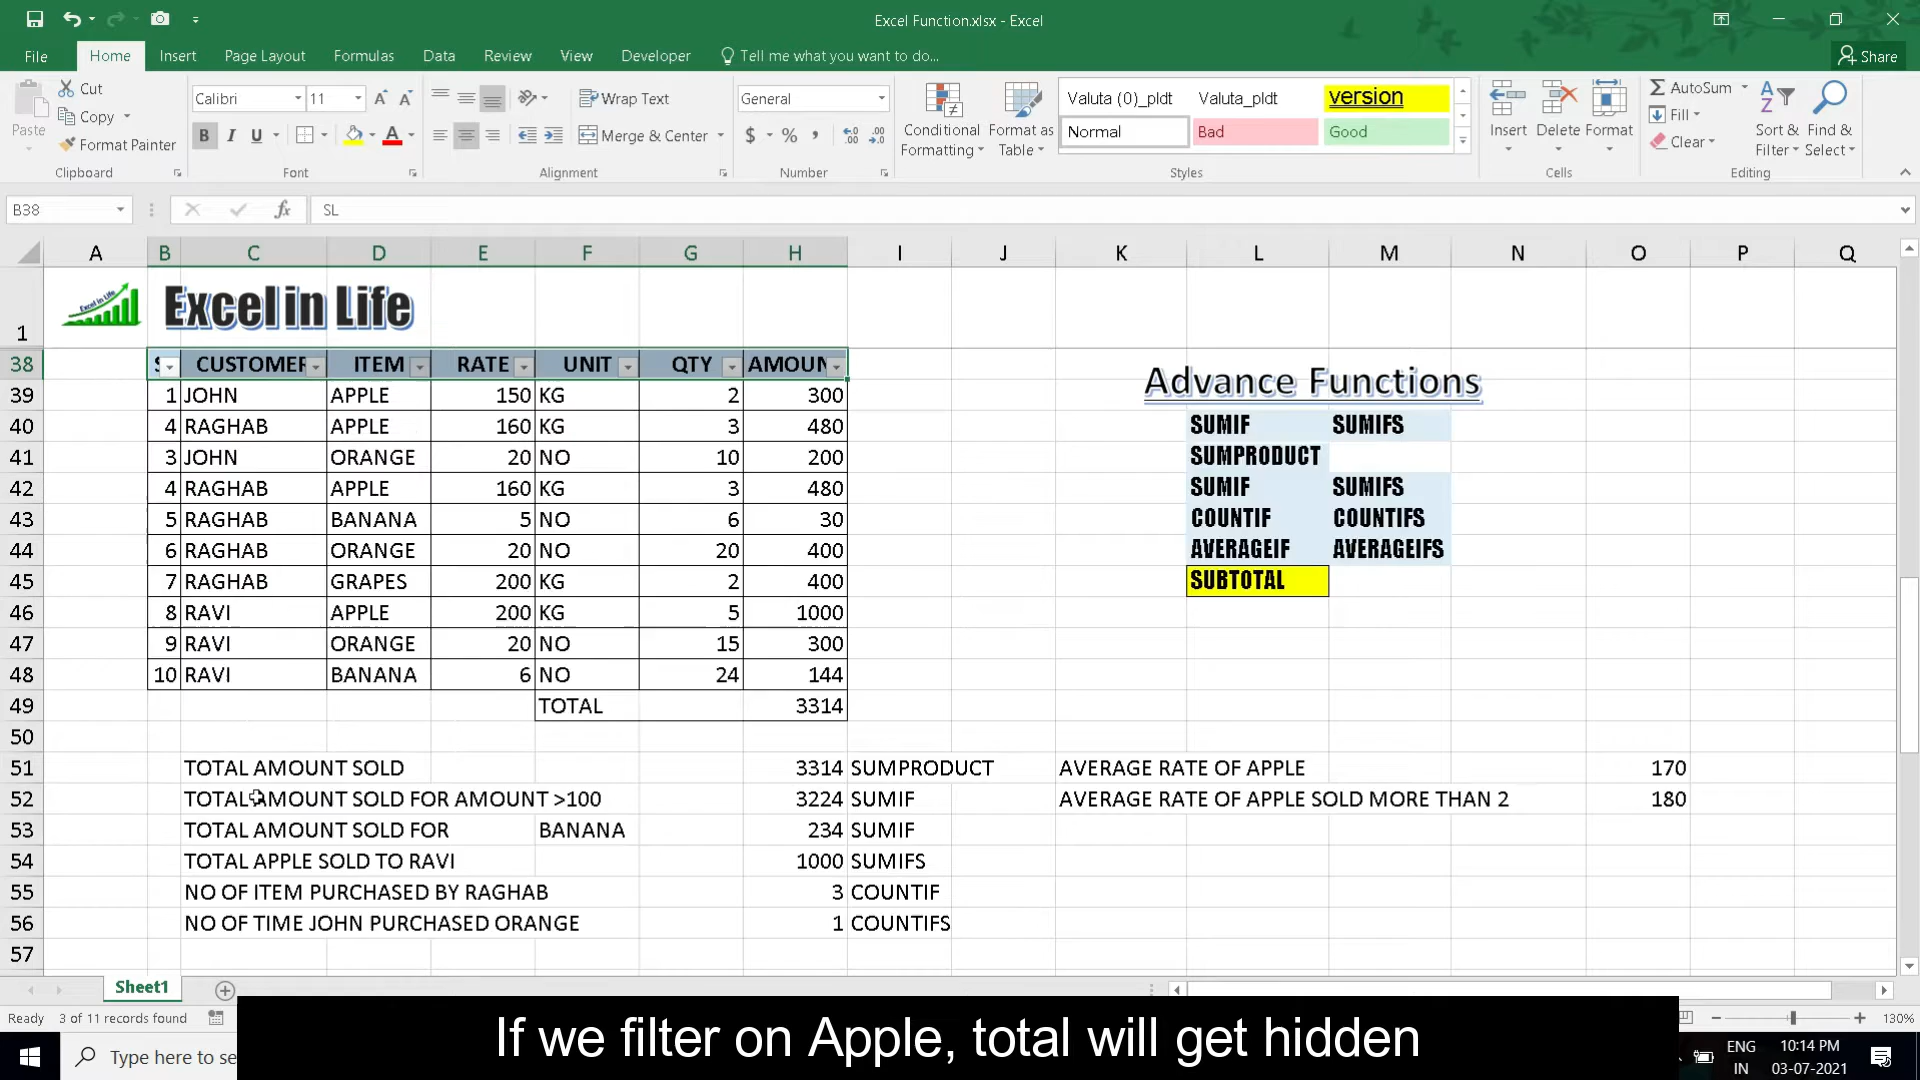 Excel Function.xlsx - Excel
File Home Insert Page Layout Formulas Data Review View Developer Tell me what you want to do... Share
Paste
Cut
Copy
Format Painter
Clipboard
Calibri 11
B I U
Font
Wrap Text
Merge & Center
Alignment
General
$ % ,
Number
Conditional Formatting
Format as Table
Valuta (0)_pldt Valuta_pldt version
Normal Bad Good
Styles
Insert Delete Format
Cells
AutoSum
Fill
Clear
Sort & Filter
Find & Select
Editing
B38 fx SL
A B C D E F G H I J K L M N O P Q
1 Excel in Life
38 CUSTOMER ITEM RATE UNIT QTY AMOUN
39 1 JOHN APPLE 150 KG 2 300
40 4 RAGHAB APPLE 160 KG 3 480
41 3 JOHN ORANGE 20 NO 10 200
42 4 RAGHAB APPLE 160 KG 3 480
43 5 RAGHAB BANANA 5 NO 6 30
44 6 RAGHAB ORANGE 20 NO 20 400
45 7 RAGHAB GRAPES 200 KG 2 400
46 8 RAVI APPLE 200 KG 5 1000
47 9 RAVI ORANGE 20 NO 15 300
48 10 RAVI BANANA 6 NO 24 144
49 TOTAL 3314
50
Advance Functions
SUMIF SUMIFS
SUMPRODUCT
SUMIF SUMIFS
COUNTIF COUNTIFS
AVERAGEIF AVERAGEIFS
SUBTOTAL
51 TOTAL AMOUNT SOLD 3314 SUMPRODUCT AVERAGE RATE OF APPLE 170
52 TOTAL AMOUNT SOLD FOR AMOUNT >100 3224 SUMIF AVERAGE RATE OF APPLE SOLD MORE THAN 2 180
53 TOTAL AMOUNT SOLD FOR BANANA 234 SUMIF
54 TOTAL APPLE SOLD TO RAVI 1000 SUMIFS
55 NO OF ITEM PURCHASED BY RAGHAB 3 COUNTIF
56 NO OF TIME JOHN PURCHASED ORANGE 1 COUNTIFS
57
Sheet1
Ready 3 of 11 records found 130%
If we filter on Apple, total will get hidden
Type here to se
ENG
IN
10:14 PM
03-07-2021